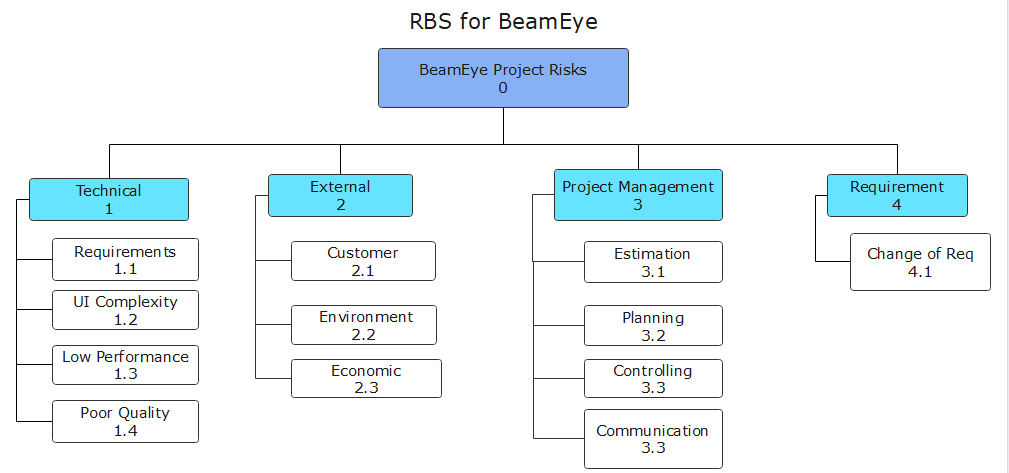 RBS for BeamEye
BeamEye Project Risks
0
Technical
1
Requirements
1.1
UI Complexity
1.2
Low Performance
1.3
Poor Quality
1.4
External
2
Customer
2.1
Environment
2.2
Economic
2.3
Project Management
3
Estimation
3.1
Planning
3.2
Controlling
3.3
Communication
3.3
Requirement
4
Change of Req
4.1